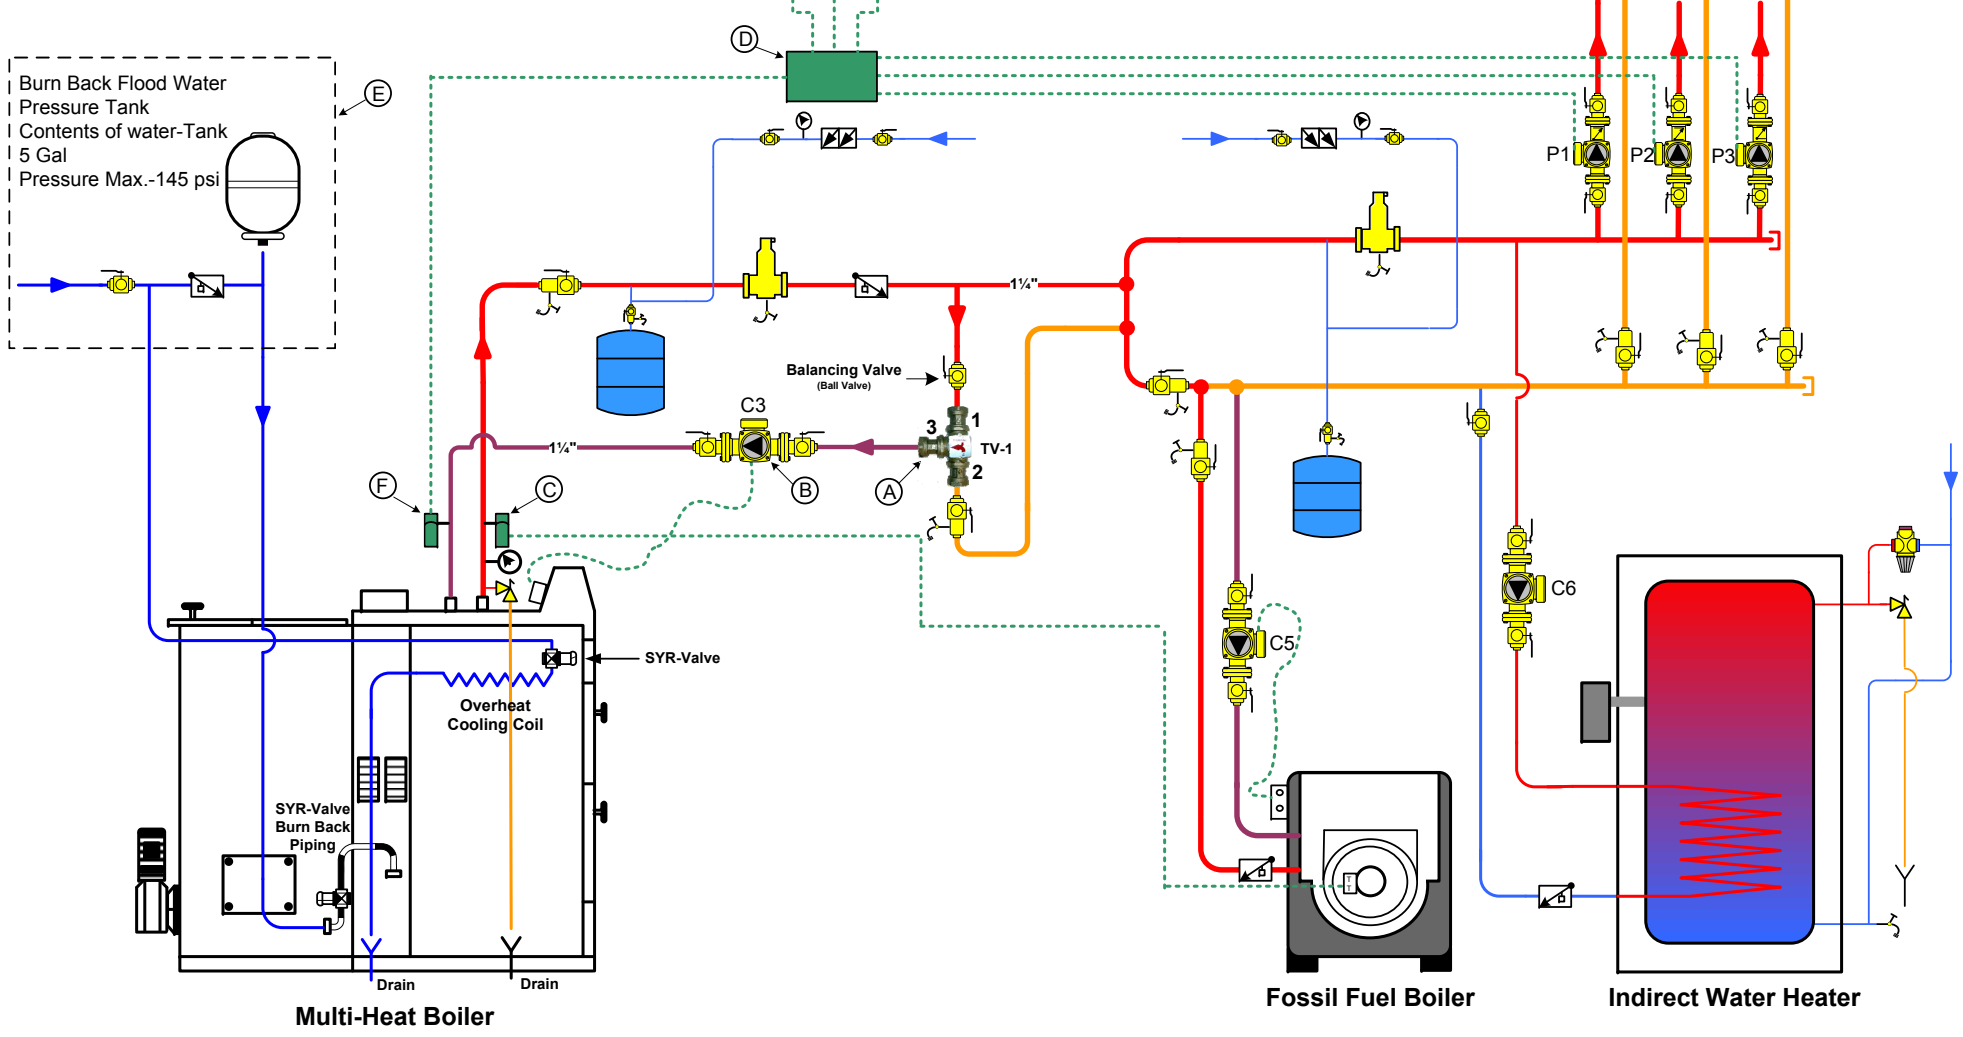 D
Burn Back Flood Water
Pressure Tank
Contents of water-Tank
5 Gal
Pressure Max.-145 psi
E
P1
P2
P3
1¼"
Balancing Valve
(Ball Valve)
C3
1
3
TV-1
2
1¼"
F
C
B
A
C6
C5
SYR-Valve
Overheat
Cooling Coil
SYR-Valve
Burn Back
Piping
T
T
Drain
Drain
Multi-Heat Boiler
Fossil Fuel Boiler
Indirect Water Heater